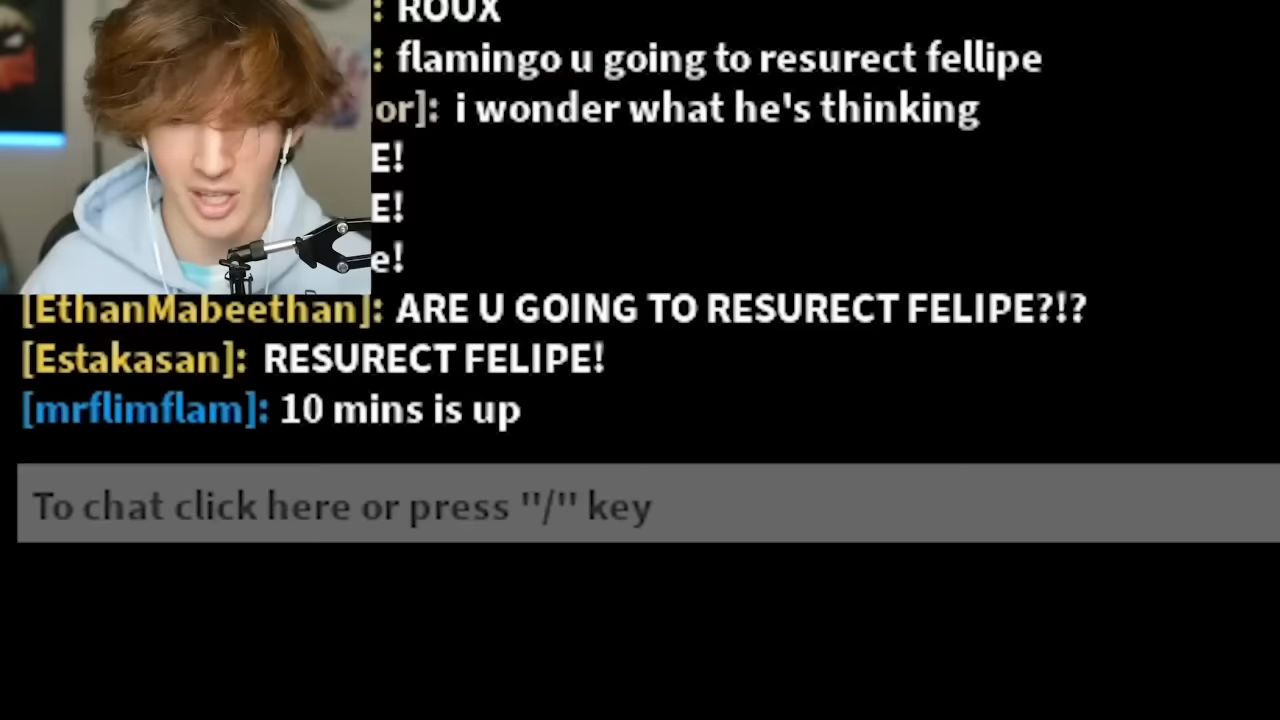 : ROUX
: flamingo u going to resurect fellipe
or]: i wonder what he's thinking
E!
E!
e!
[EthanMabeethan]: ARE U GOING TO RESURECT FELIPE?!?
[Estakasan]: RESURECT FELIPE!
[mrflimflam]: 10 mins is up
To chat click here or press "/" key